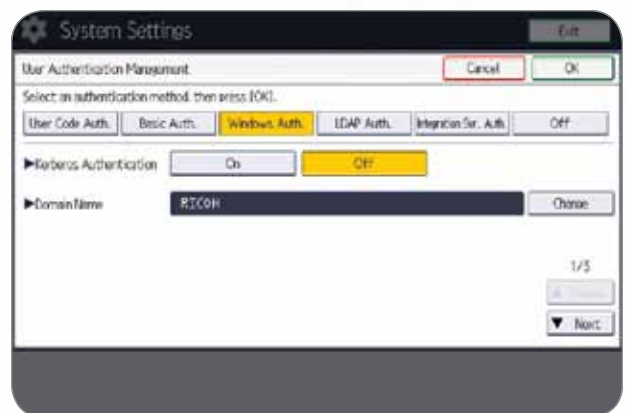 System Settings Exit
User Authentication Management Cancel OK
Select an authentication method, then press [OK].
User Code Auth. Basic Auth. Windows Auth. LDAP Auth. Integration Svr. Auth. Off
▶Kerberos Authentication On Off
▶Domain Name RICOH Change
1/3
▲
▼ Next